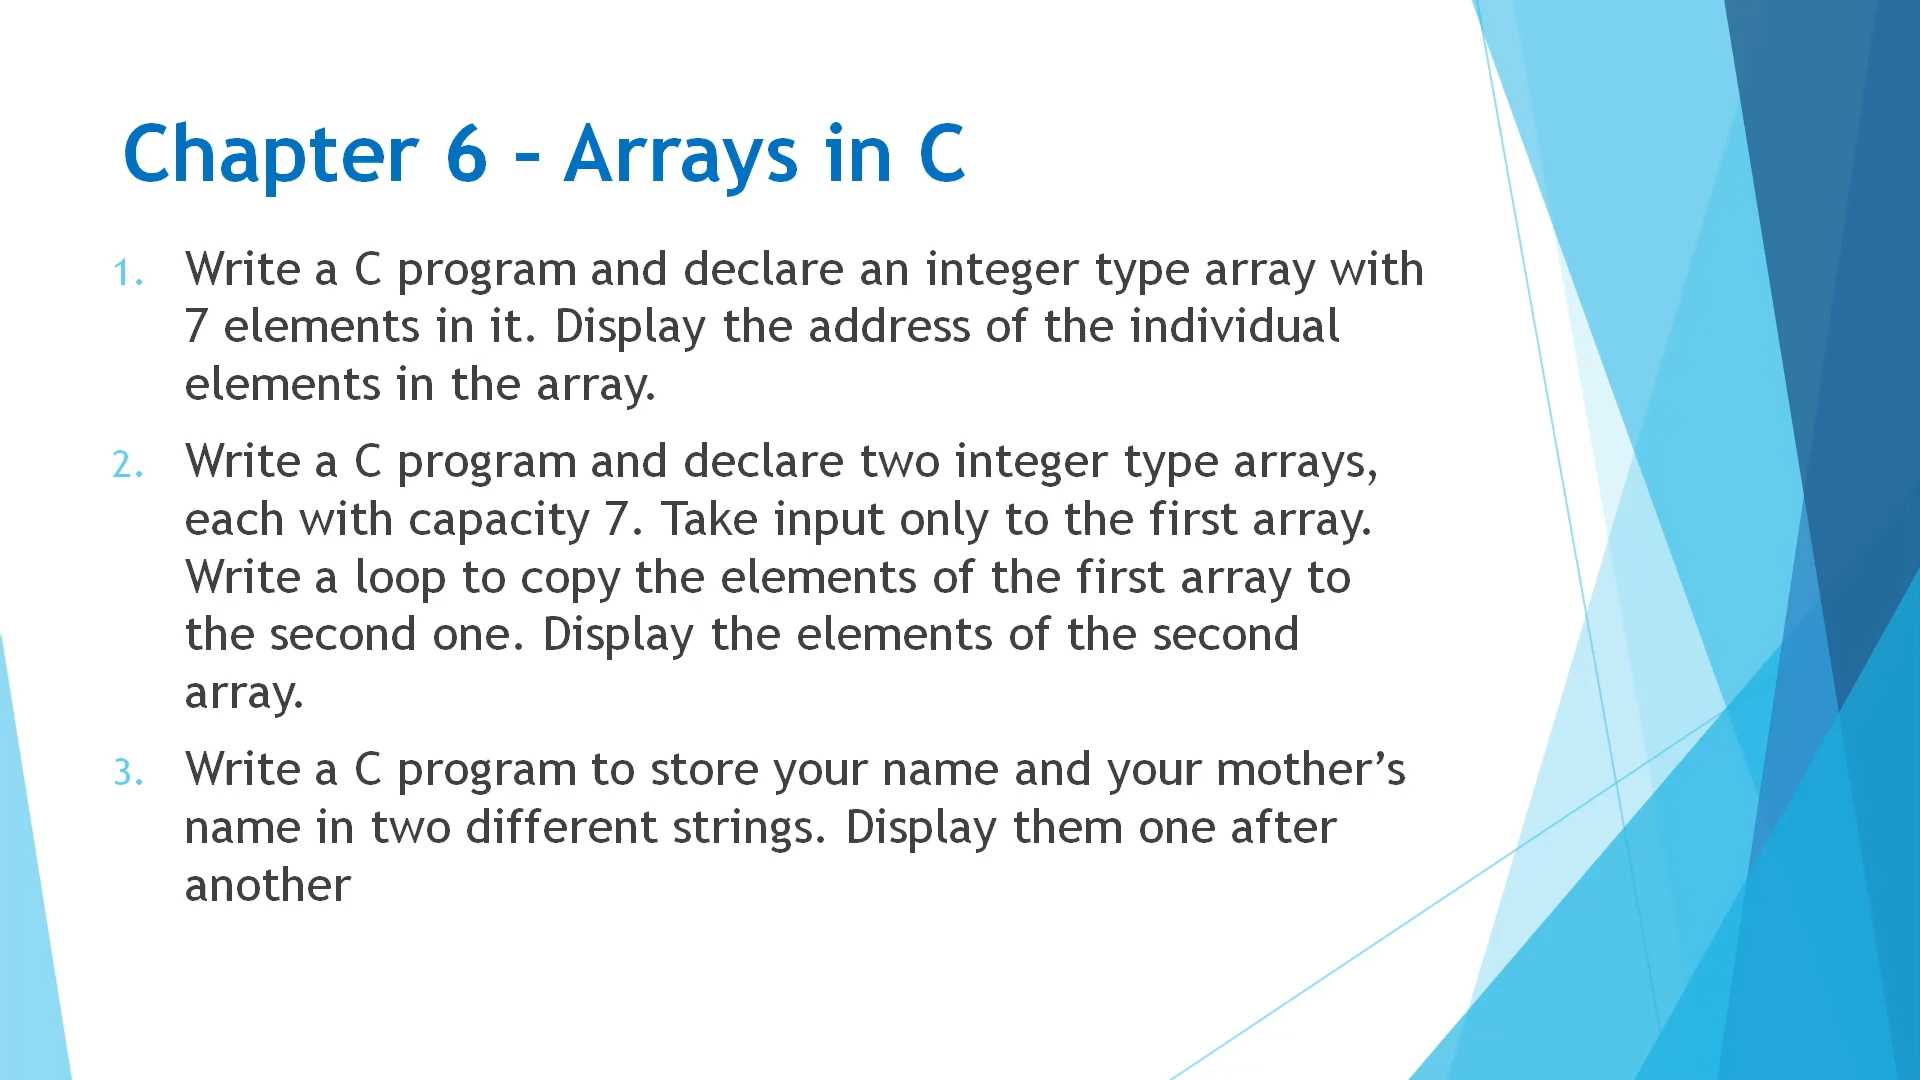 Chapter 6 – Arrays in C
1. Write a C program and declare an integer type array with
7 elements in it. Display the address of the individual
elements in the array.
2. Write a C program and declare two integer type arrays,
each with capacity 7. Take input only to the first array.
Write a loop to copy the elements of the first array to
the second one. Display the elements of the second
array.
3. Write a C program to store your name and your mother’s
name in two different strings. Display them one after
another